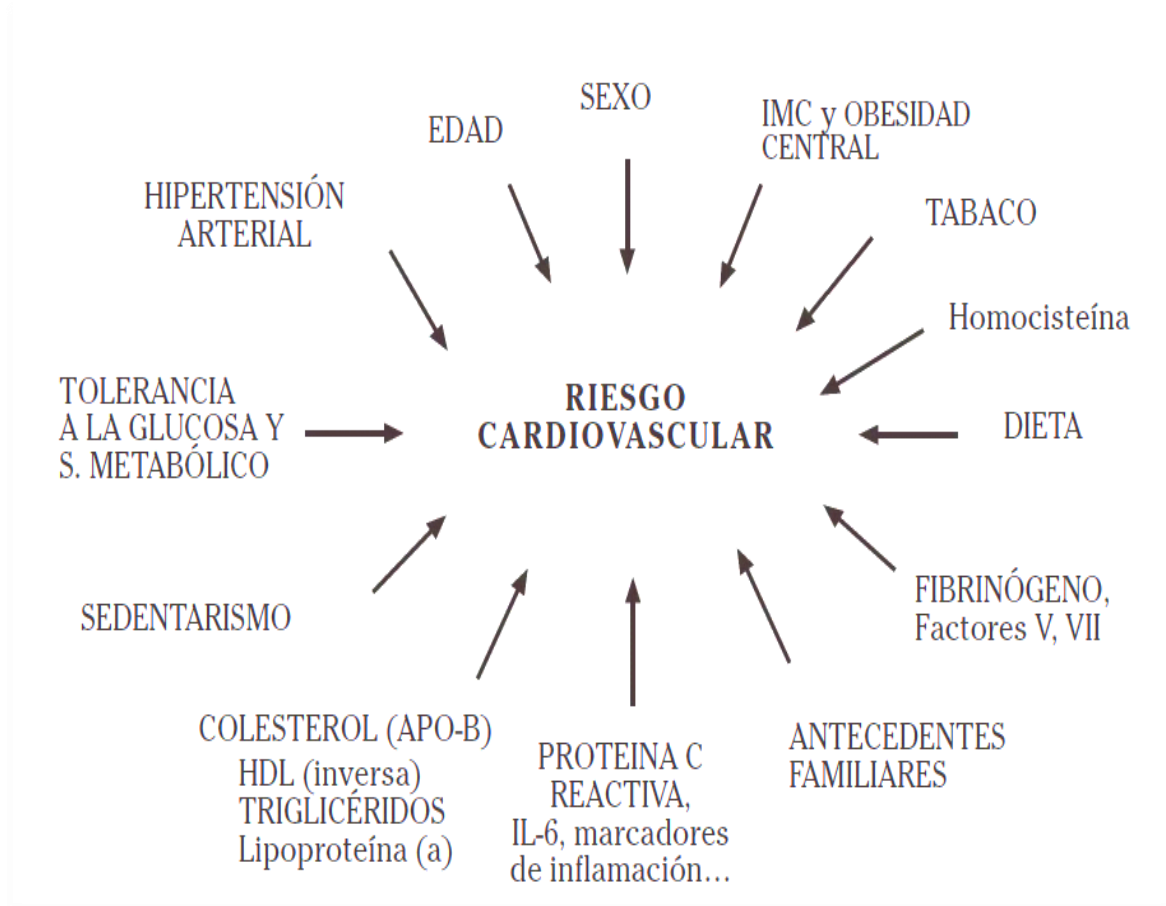 SEXO
EDAD
IMC y OBESIDAD
CENTRAL
HIPERTENSIÓN
ARTERIAL
TABACO
Homocisteína
TOLERANCIA
A LA GLUCOSA Y
S. METABÓLICO
RIESGO
CARDIOVASCULAR
DIETA
SEDENTARISMO
FIBRINÓGENO,
Factores V, VII
COLESTEROL (APO-B)
HDL (inversa)
TRIGLICÉRIDOS
Lipoproteína (a)
PROTEINA C
REACTIVA,
IL-6, marcadores
de inflamación...
ANTECEDENTES
FAMILIARES